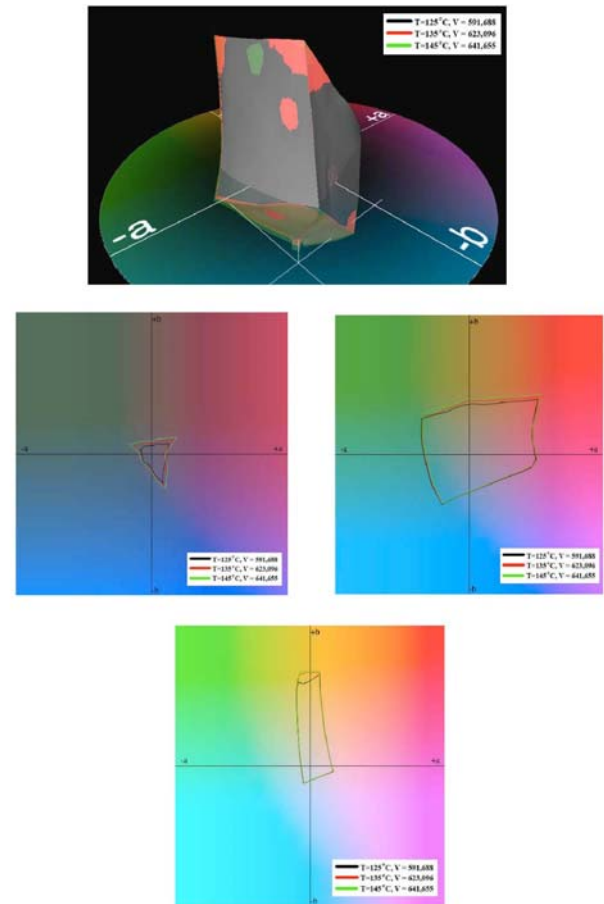 T=125°C, V = 591,688
T=135°C, V = 623,096
T=145°C, V = 641,655
+a
-a
-b
+b
-a
+a
T=125°C, V = 591,688
T=135°C, V = 623,096
T=145°C, V = 641,655
-b
+b
-a
+a
T=125°C, V = 591,688
T=135°C, V = 623,096
T=145°C, V = 641,655
-b
+b
-a
+a
T=125°C, V = 591,688
T=135°C, V = 623,096
T=145°C, V = 641,655
-b